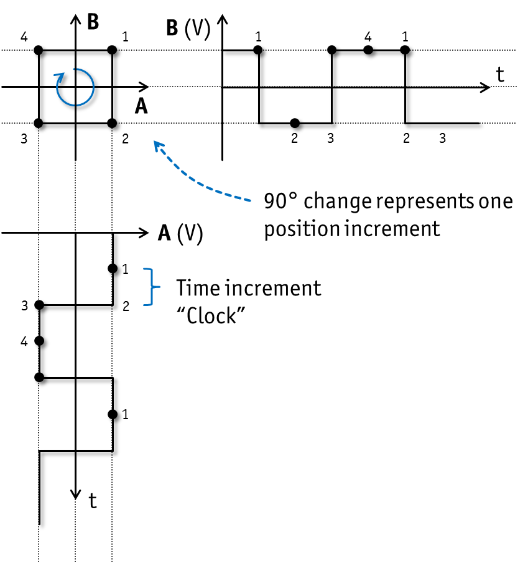 4 B 1 B (V) 1 4 1
A t
3 2 2 3 2 3
90° change represents one
position increment
A (V)
1
Time increment
3 2
"Clock"
4
1
t